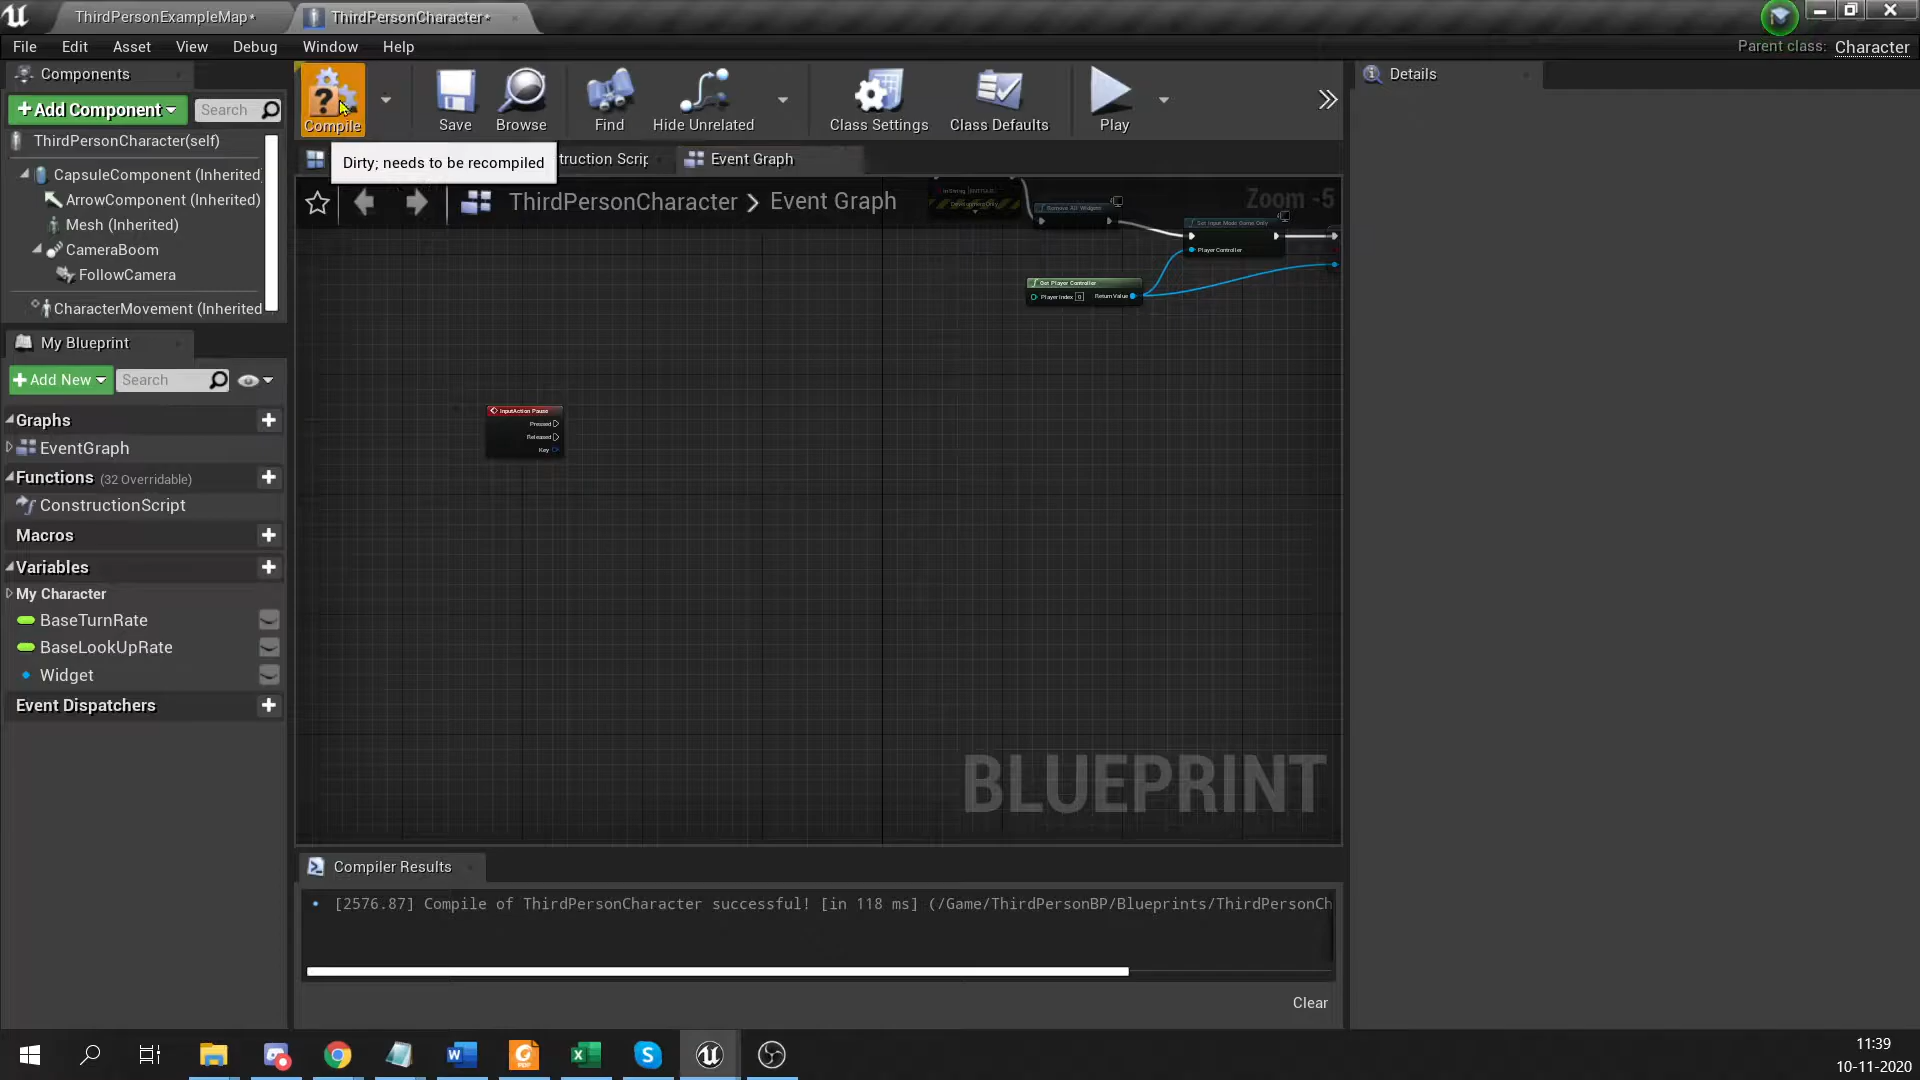 ThirdPersonExampleMap*
ThirdPersonCharacter*
File Edit Asset View Debug Window Help
Parent class: Character
Components
+Add Component
Search
ThirdPersonCharacter(self)
CapsuleComponent (Inherited)
ArrowComponent (Inherited)
Mesh (Inherited)
CameraBoom
FollowCamera
CharacterMovement (Inherited
My Blueprint
+Add New
Search
Graphs
EventGraph
Functions (32 Overridable)
ConstructionScript
Macros
Variables
My Character
BaseTurnRate
BaseLookUpRate
Widget
Event Dispatchers
Compile
Save
Browse
Find
Hide Unrelated
Class Settings
Class Defaults
Play
Dirty; needs to be recompiled
truction Scrip
Event Graph
ThirdPersonCharacter > Event Graph
Zoom -5
Development Only
Remove All Widgets
Set Input Mode Game Only
Player Controller
Get Player Controller
Player Index 0 Return Value
InputAction Pause
Pressed
Released
Key
BLUEPRINT
Compiler Results
[2576.87] Compile of ThirdPersonCharacter successful! [in 118 ms] (/Game/ThirdPersonBP/Blueprints/ThirdPersonCh
Clear
Details
11:39
10-11-2020